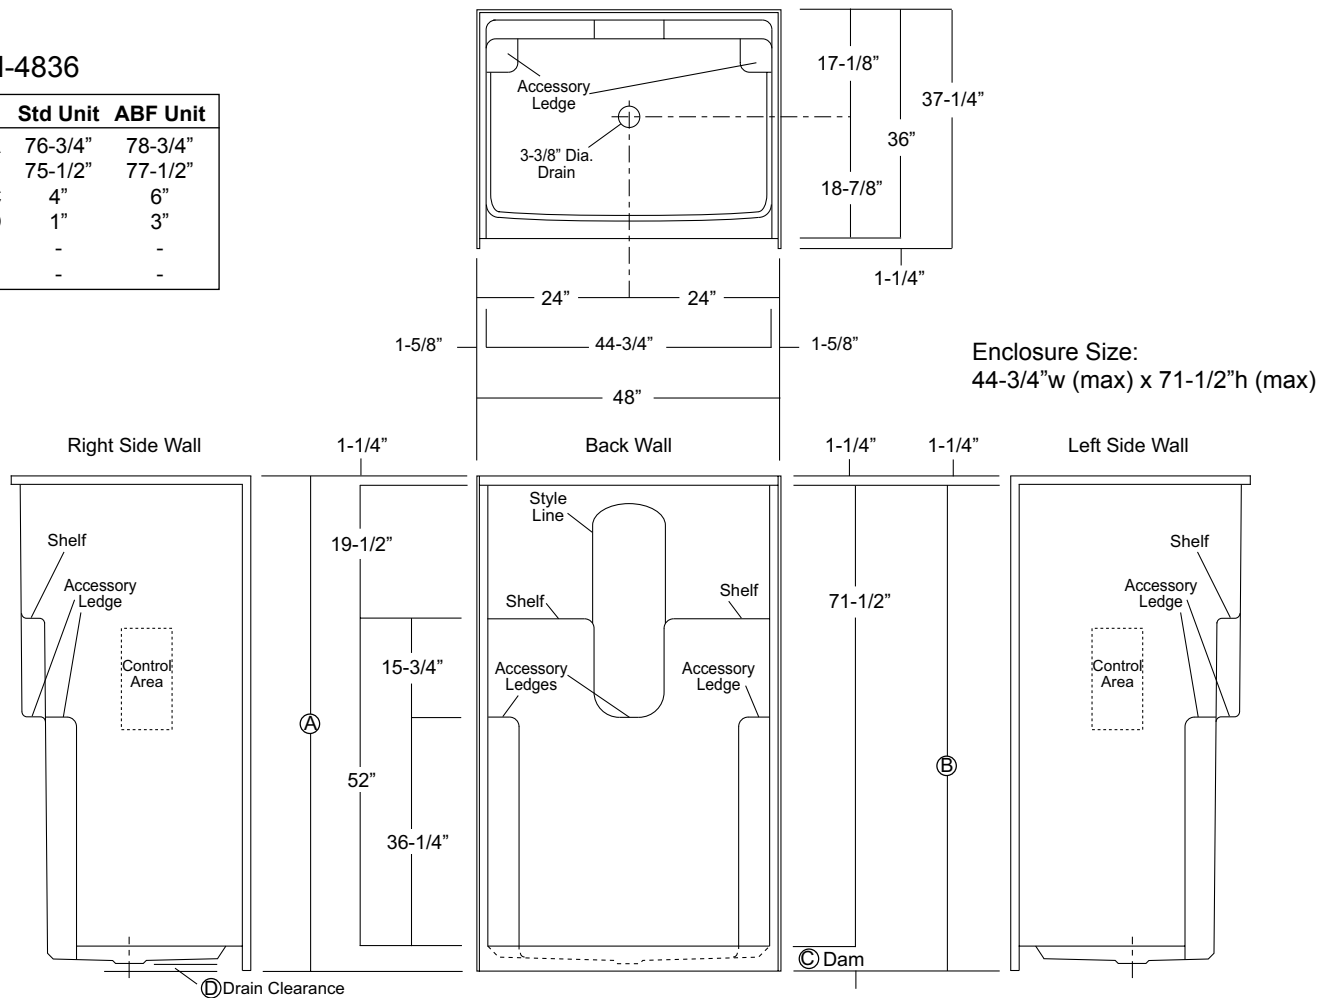 -4836
Std Unit ABF Unit
76-3/4” 78-3/4”
75-1/2” 77-1/2”
4” 6”
1” 3”
- -
- -
Accessory
Ledge
3-3/8” Dia.
Drain
17-1/8”
37-1/4”
36”
18-7/8”
1-1/4”
24” 24”
1-5/8” 44-3/4” 1-5/8”
48”
Enclosure Size:
44-3/4”w (max) x 71-1/2”h (max)
Right Side Wall 1-1/4” Back Wall 1-1/4” 1-1/4” Left Side Wall
Shelf
Accessory
Ledge
Control
Area
19-1/2”
15-3/4”
A
52”
36-1/4”
D Drain Clearance
Style
Line
Shelf Shelf
Accessory
Ledges
Accessory
Ledge
71-1/2”
B
C Dam
Shelf
Accessory
Ledge
Control
Area